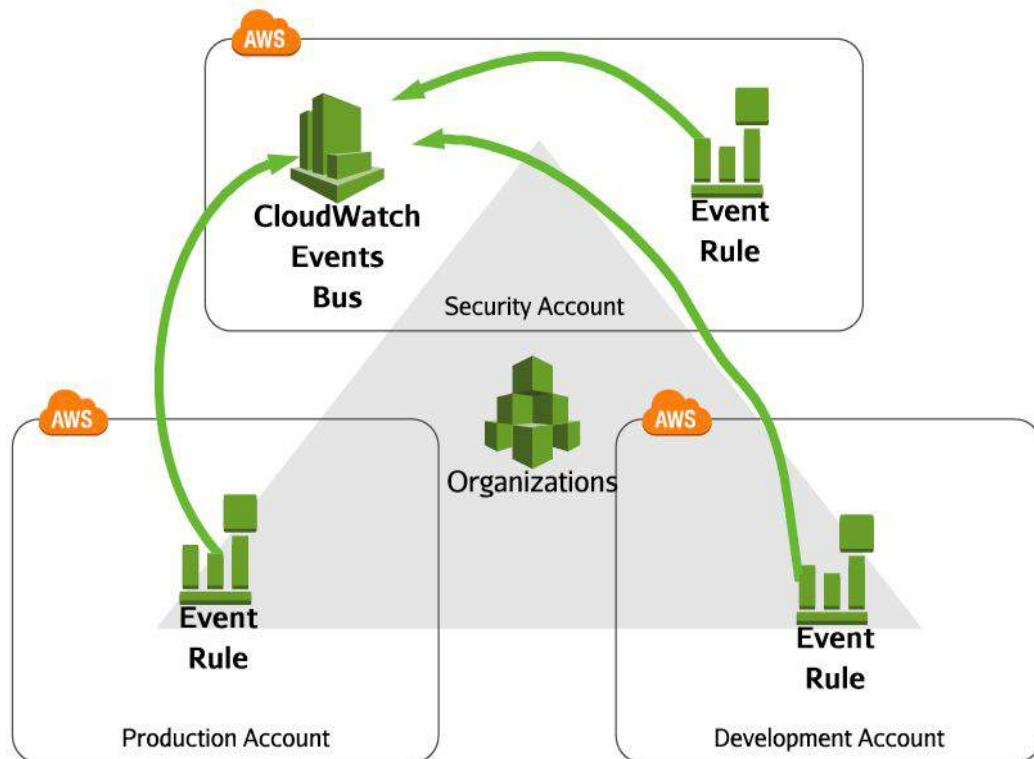 AWS
CloudWatch
Events
Bus
Event
Rule
Security Account
Organizations
AWS
Event
Rule
Production Account
AWS
Event
Rule
Development Account